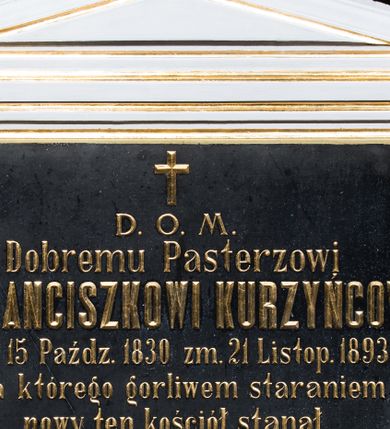 D. O. M.
Dobremu Pasterzowi
ANCISZKOWI KURZYŃCO
15 Paźdz. 1830 zm. 21 Listop. 1893
którego gorliwem staraniem
nowy ten kościół stanął